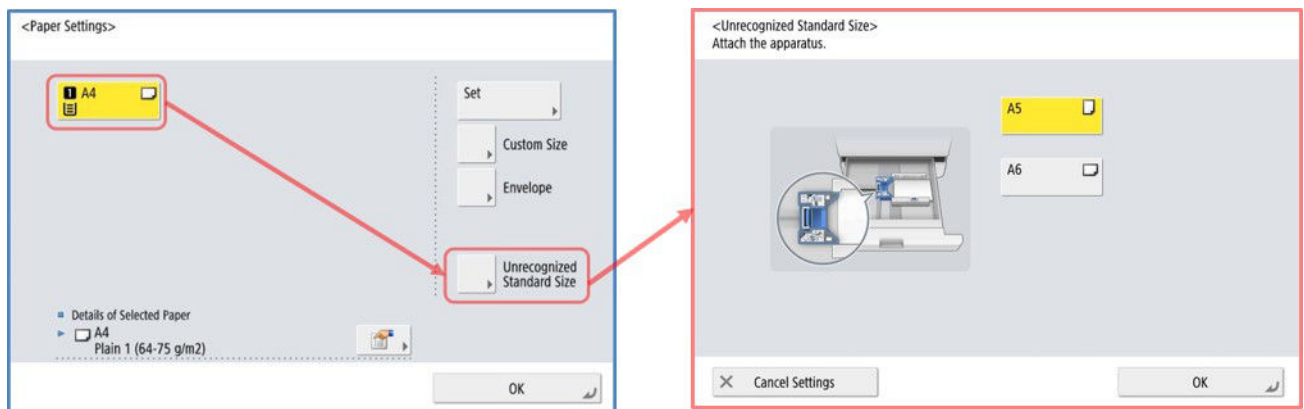 <Paper Settings>
1 A4
Set
Custom Size
Envelope
Unrecognized
Standard Size
Details of Selected Paper
A4
Plain 1 (64-75 g/m2)
OK
<Unrecognized Standard Size>
Attach the apparatus.
A5
A6
Cancel Settings
OK